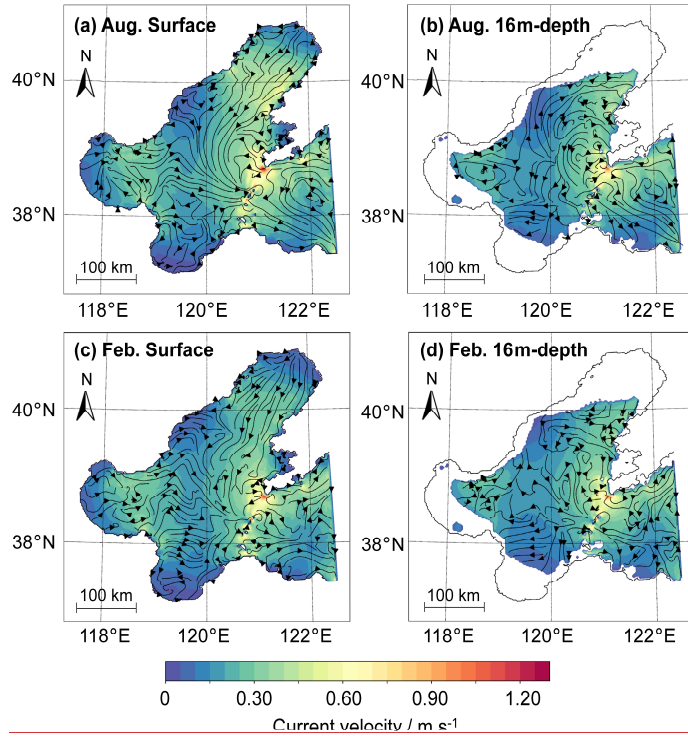 (a) Aug. Surface
(b) Aug. 16m-depth
N
N
40°N
40°N
38°N
38°N
100 km
100 km
118°E 120°E 122°E
118°E 120°E 122°E
(c) Feb. Surface
(d) Feb. 16m-depth
N
N
40°N
40°N
38°N
38°N
100 km
100 km
118°E 120°E 122°E
118°E 120°E 122°E
0 0.30 0.60 0.90 1.20
Current velocity / m s-1